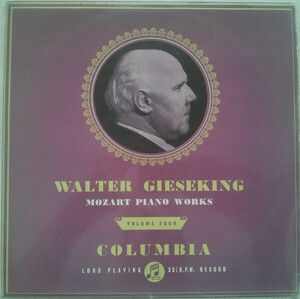 WALTER GIESEKING
MOZART PIANO WORKS
VOLUME FOUR
COLUMBIA
LONG PLAYING 33⅓ R.P.M. RECORD